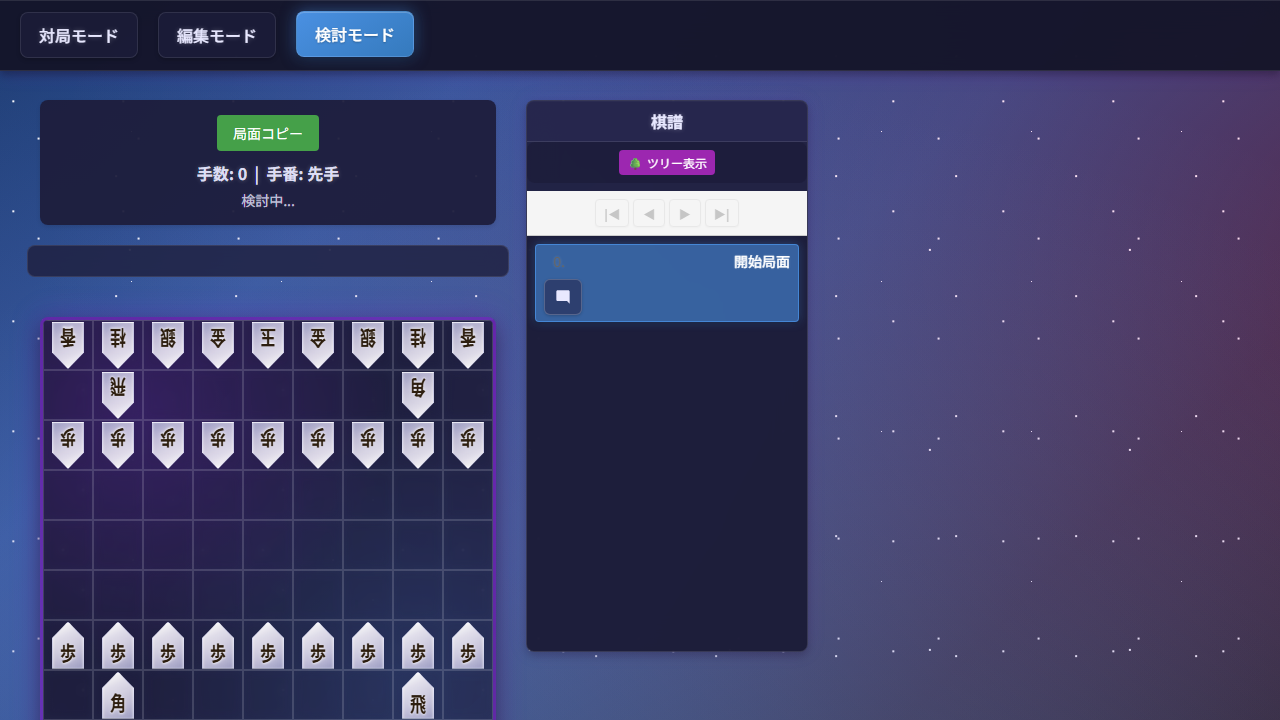 対局モード
編集モード
検討モード
局面コピー
手数: 0 | 手番: 先手
検討中...
棋譜
ツリー表示
0.
開始局面
香 桂 銀 金 王 金 銀 桂 香
飛 角
歩 歩 歩 歩 歩 歩 歩 歩 歩
歩 歩 歩 歩 歩 歩 歩 歩 歩
角 飛